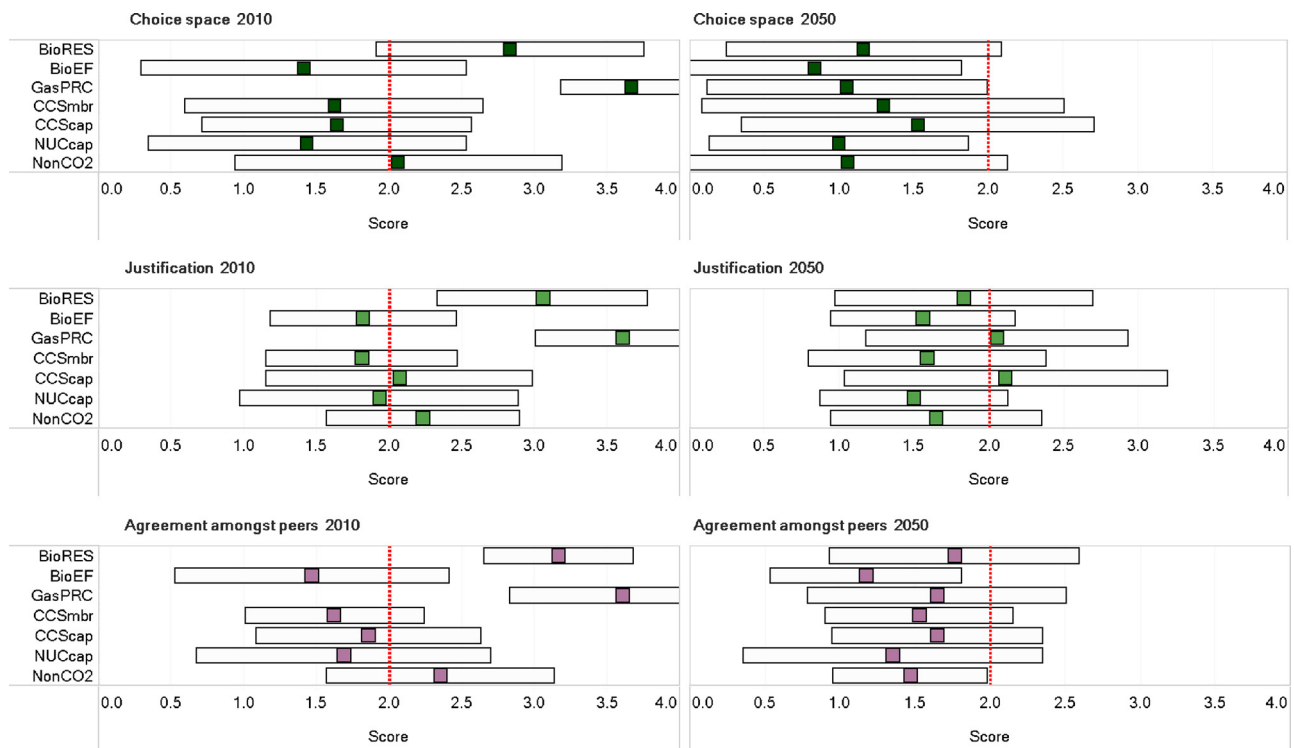 Choice space 2010
Choice space 2050
BioRES
BioEF
GasPRC
CCSmbr
CCScap
NUCcap
NonCO2
0.0 0.5 1.0 1.5 2.0 2.5 3.0 3.5 4.0
0.0 0.5 1.0 1.5 2.0 2.5 3.0 3.5 4.0
Score
Score
Justification 2010
Justification 2050
BioRES
BioEF
GasPRC
CCSmbr
CCScap
NUCcap
NonCO2
0.0 0.5 1.0 1.5 2.0 2.5 3.0 3.5 4.0
0.0 0.5 1.0 1.5 2.0 2.5 3.0 3.5 4.0
Score
Score
Agreement amongst peers 2010
Agreement amongst peers 2050
BioRES
BioEF
GasPRC
CCSmbr
CCScap
NUCcap
NonCO2
0.0 0.5 1.0 1.5 2.0 2.5 3.0 3.5 4.0
0.0 0.5 1.0 1.5 2.0 2.5 3.0 3.5 4.0
Score
Score